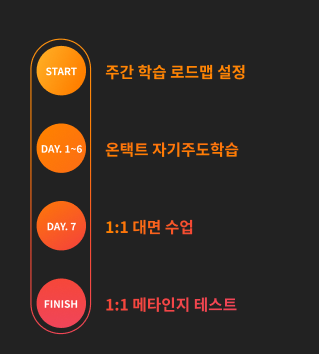 START
주간 학습 로드맵 설정
DAY. 1~6
온택트 자기주도학습
DAY. 7
1:1 대면 수업
FINISH
1:1 메타인지 테스트